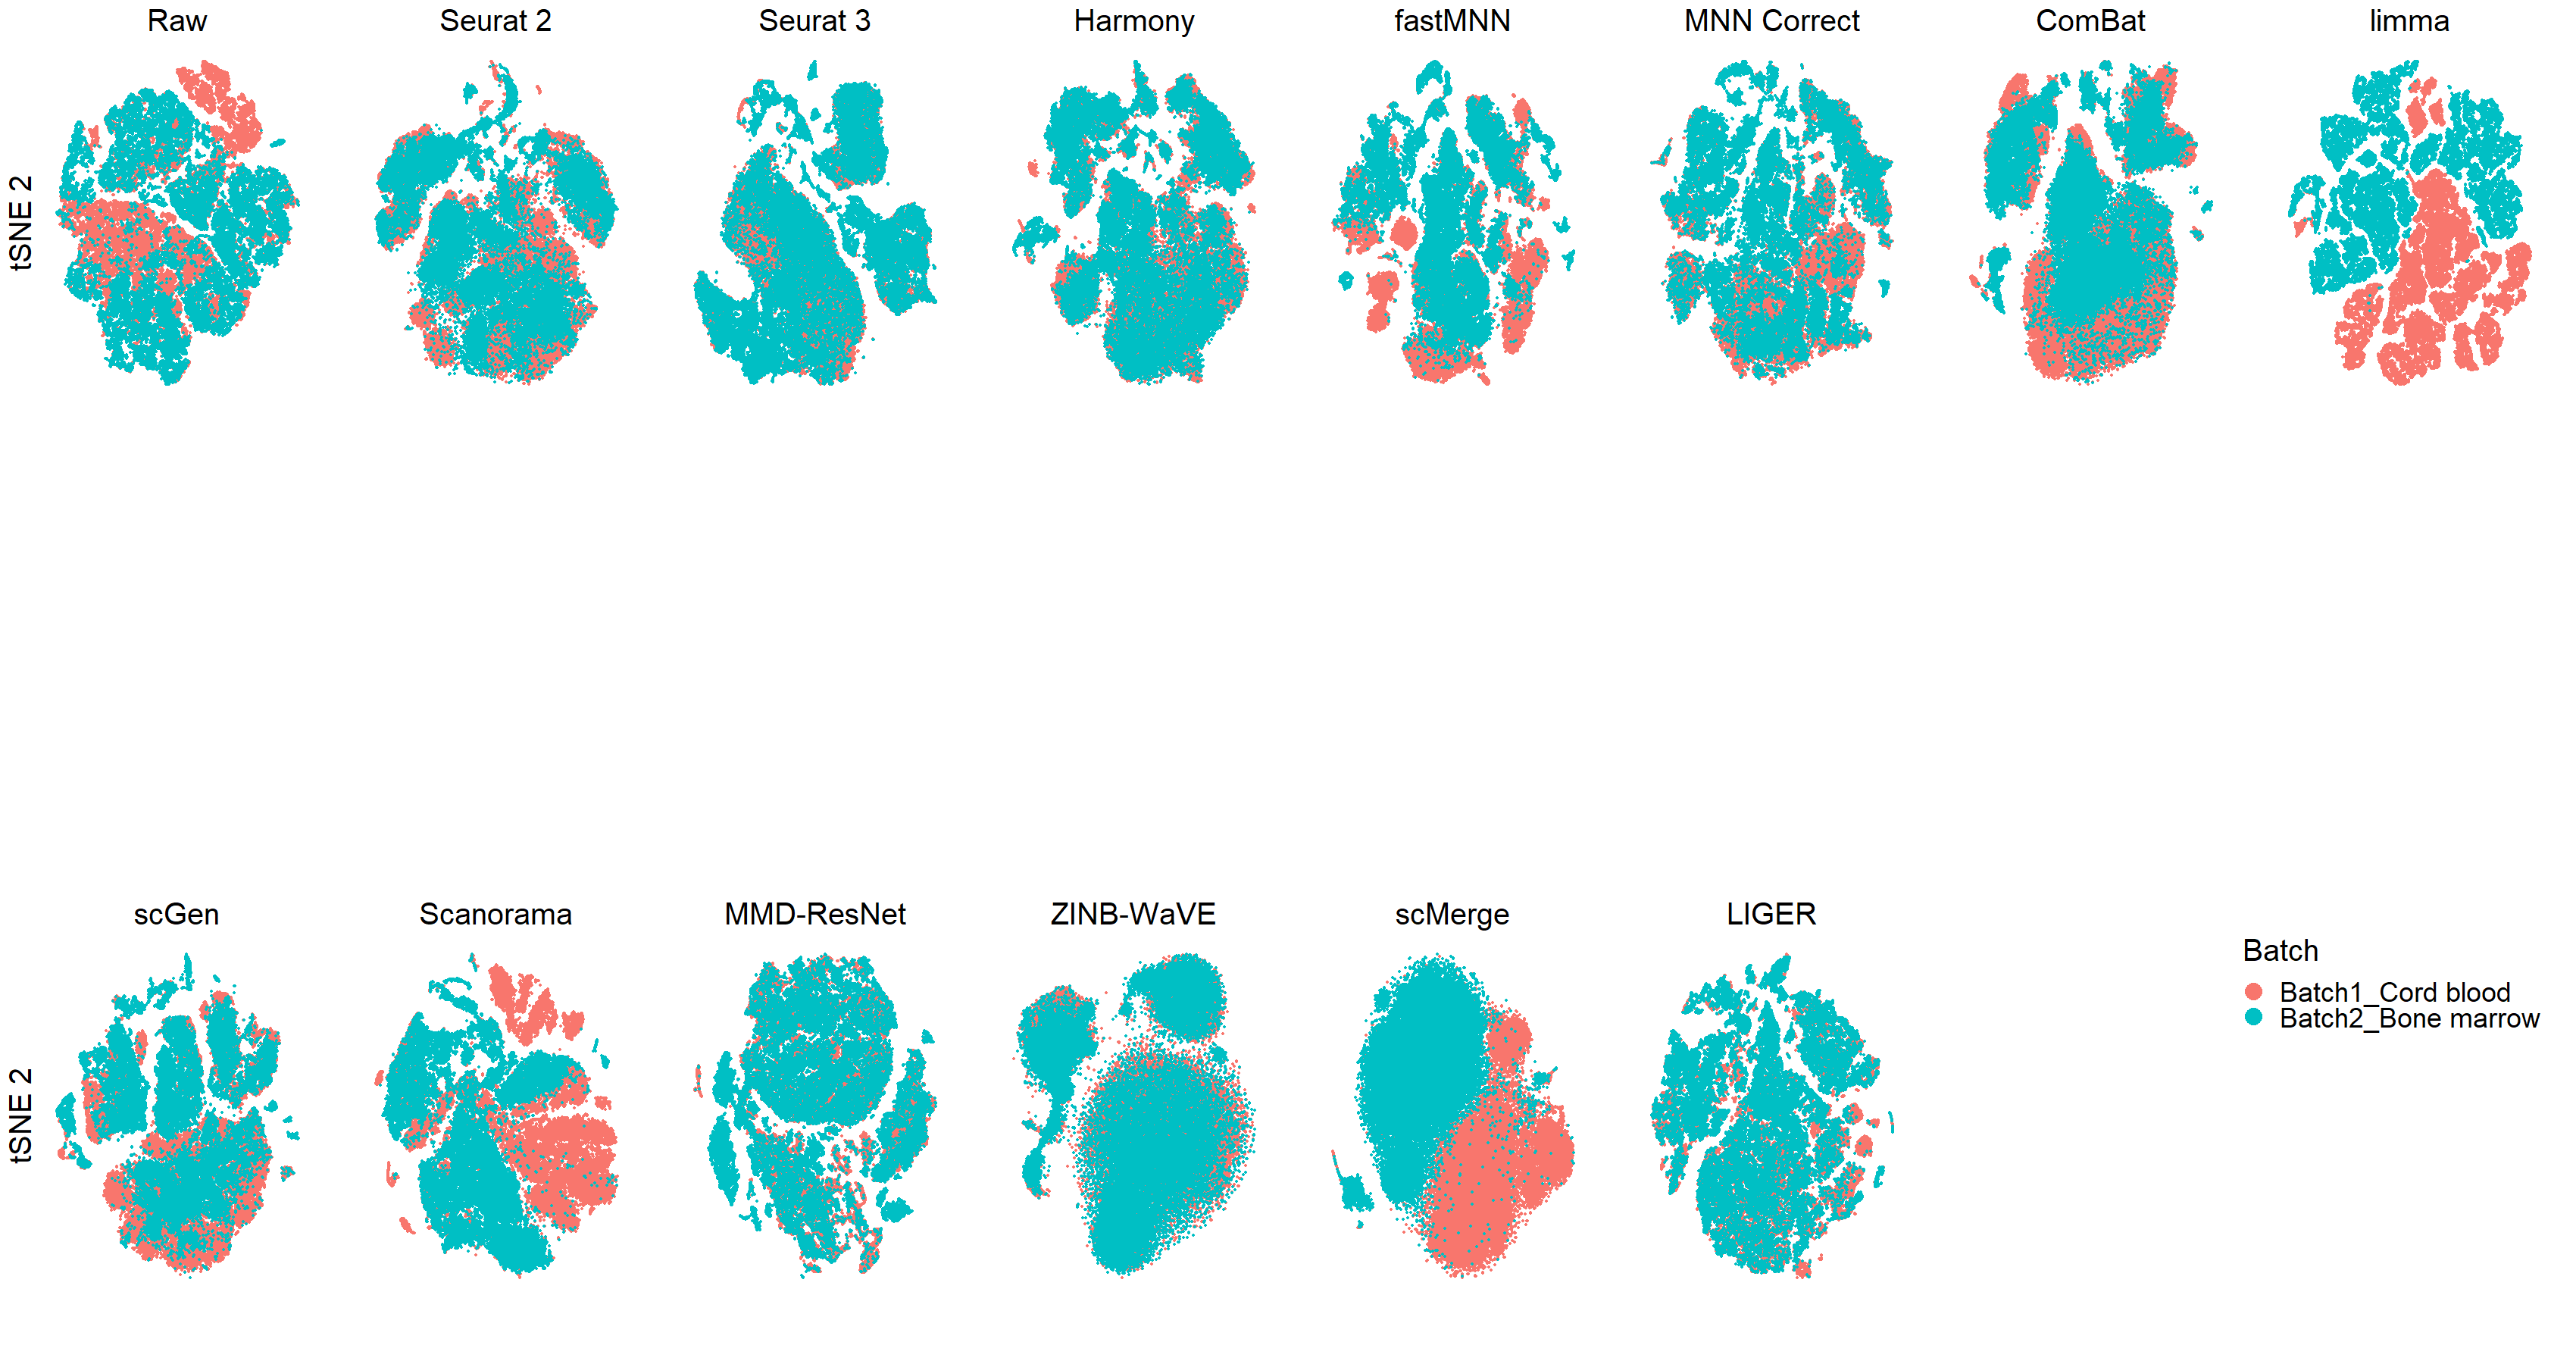 Raw
Seurat 2
Seurat 3
Harmony
fastMNN
MNN Correct
ComBat
limma
tSNE 2
scGen
Scanorama
MMD-ResNet
ZINB-WaVE
scMerge
LIGER
tSNE 2
Batch
Batch1_Cord blood
Batch2_Bone marrow